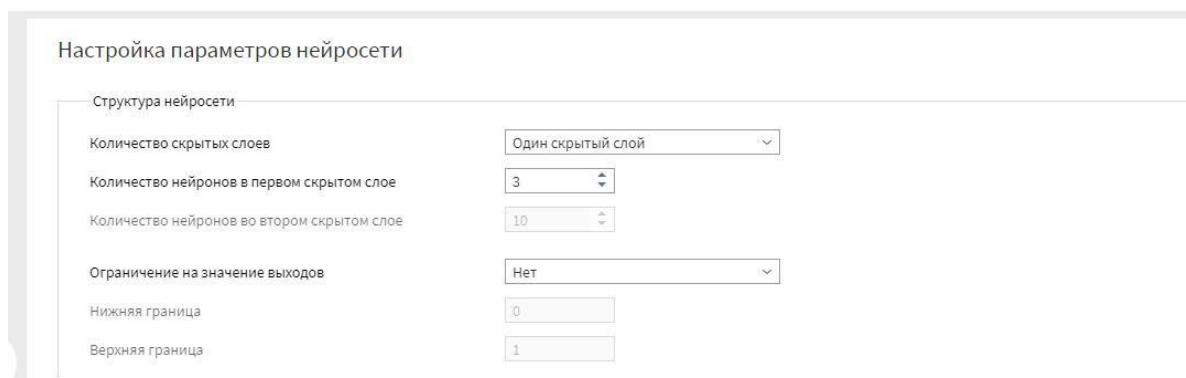 Настройка параметров нейросети
Структура нейросети
Количество скрытых слоев Один скрытый слой
Количество нейронов в первом скрытом слое 3
Количество нейронов во втором скрытом слое 10
Ограничение на значение выходов Нет
Нижняя граница 0
Верхняя граница 1